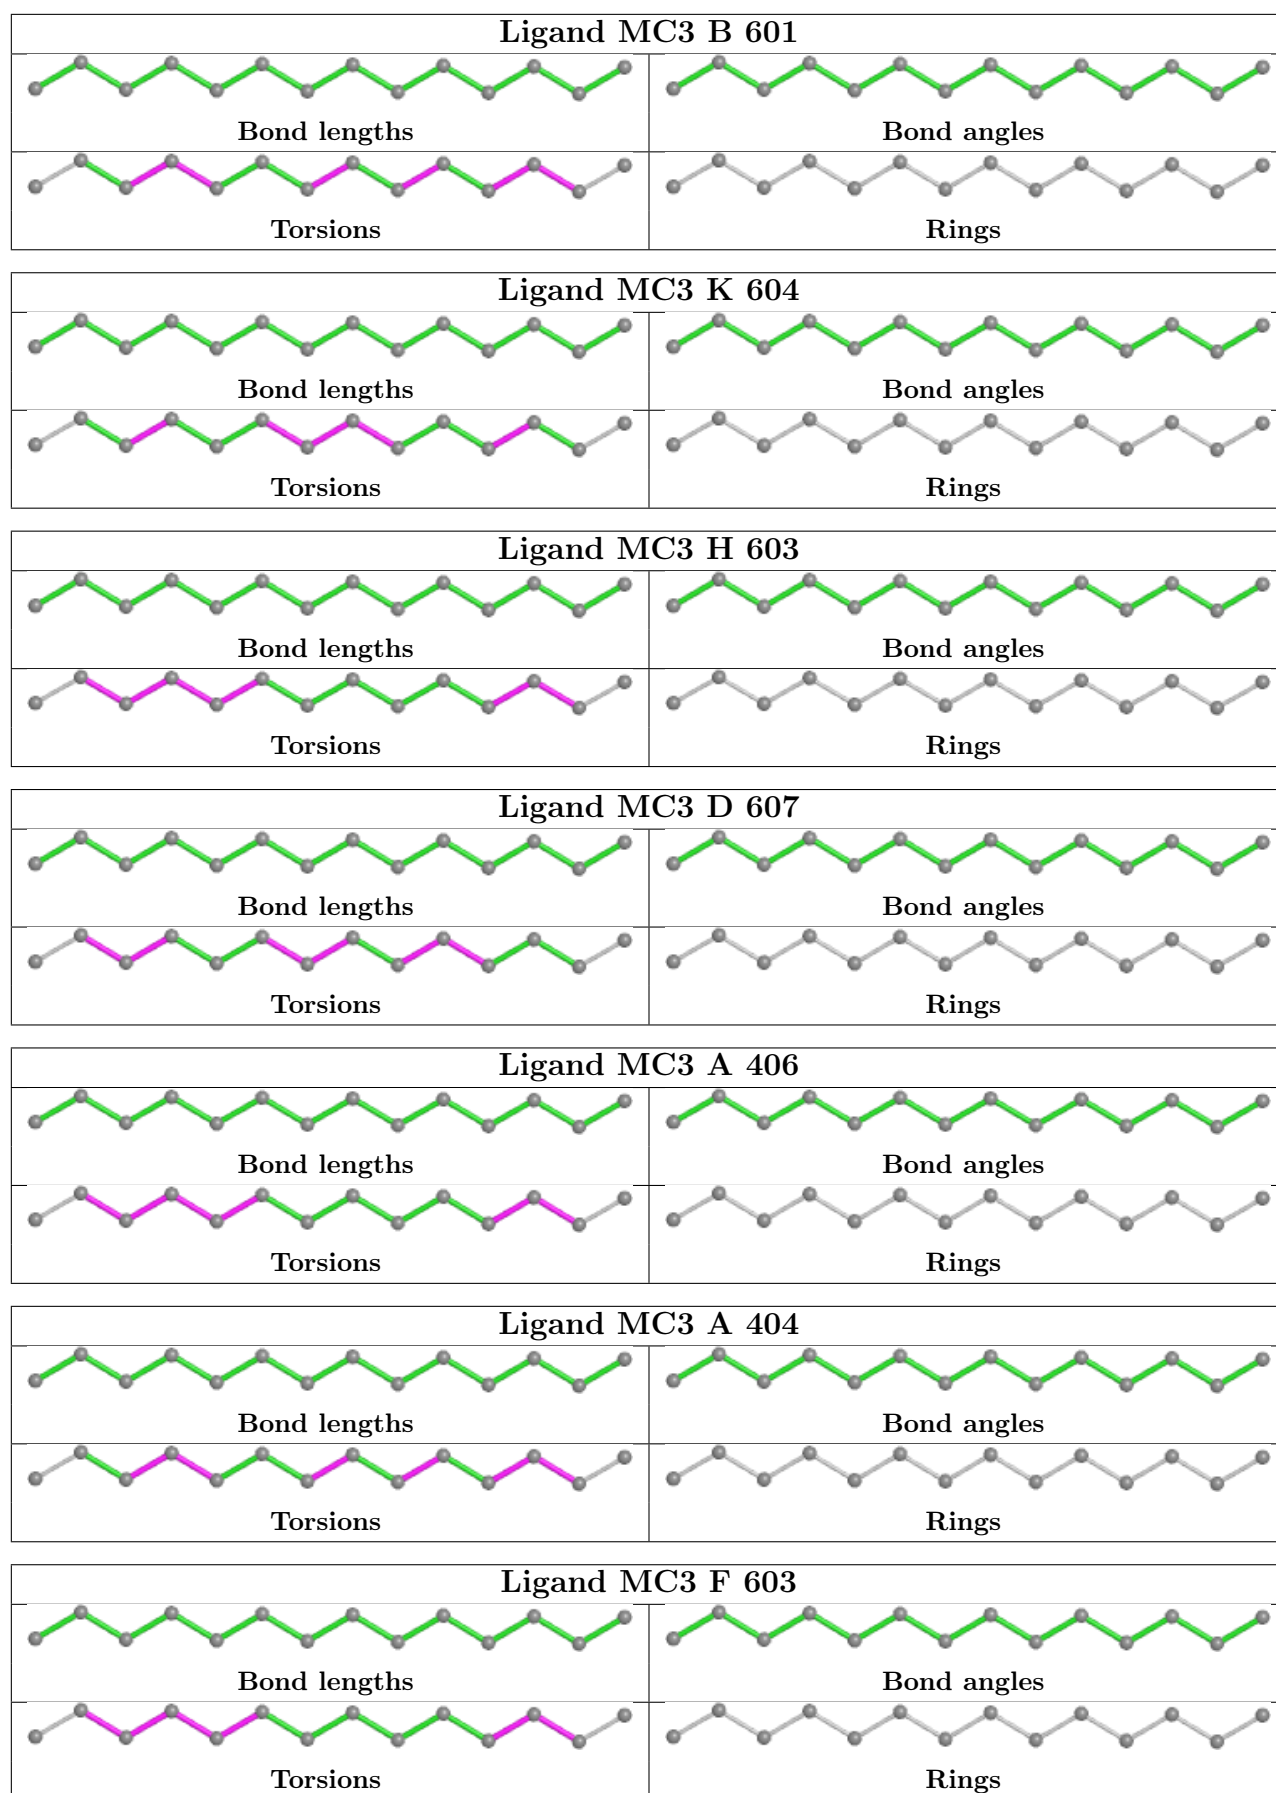 Ligand MC3 B 601
Bond lengths Bond angles
Torsions Rings
Ligand MC3 K 604
Bond lengths Bond angles
Torsions Rings
Ligand MC3 H 603
Bond lengths Bond angles
Torsions Rings
Ligand MC3 D 607
Bond lengths Bond angles
Torsions Rings
Ligand MC3 A 406
Bond lengths Bond angles
Torsions Rings
Ligand MC3 A 404
Bond lengths Bond angles
Torsions Rings
Ligand MC3 F 603
Bond lengths Bond angles
Torsions Rings